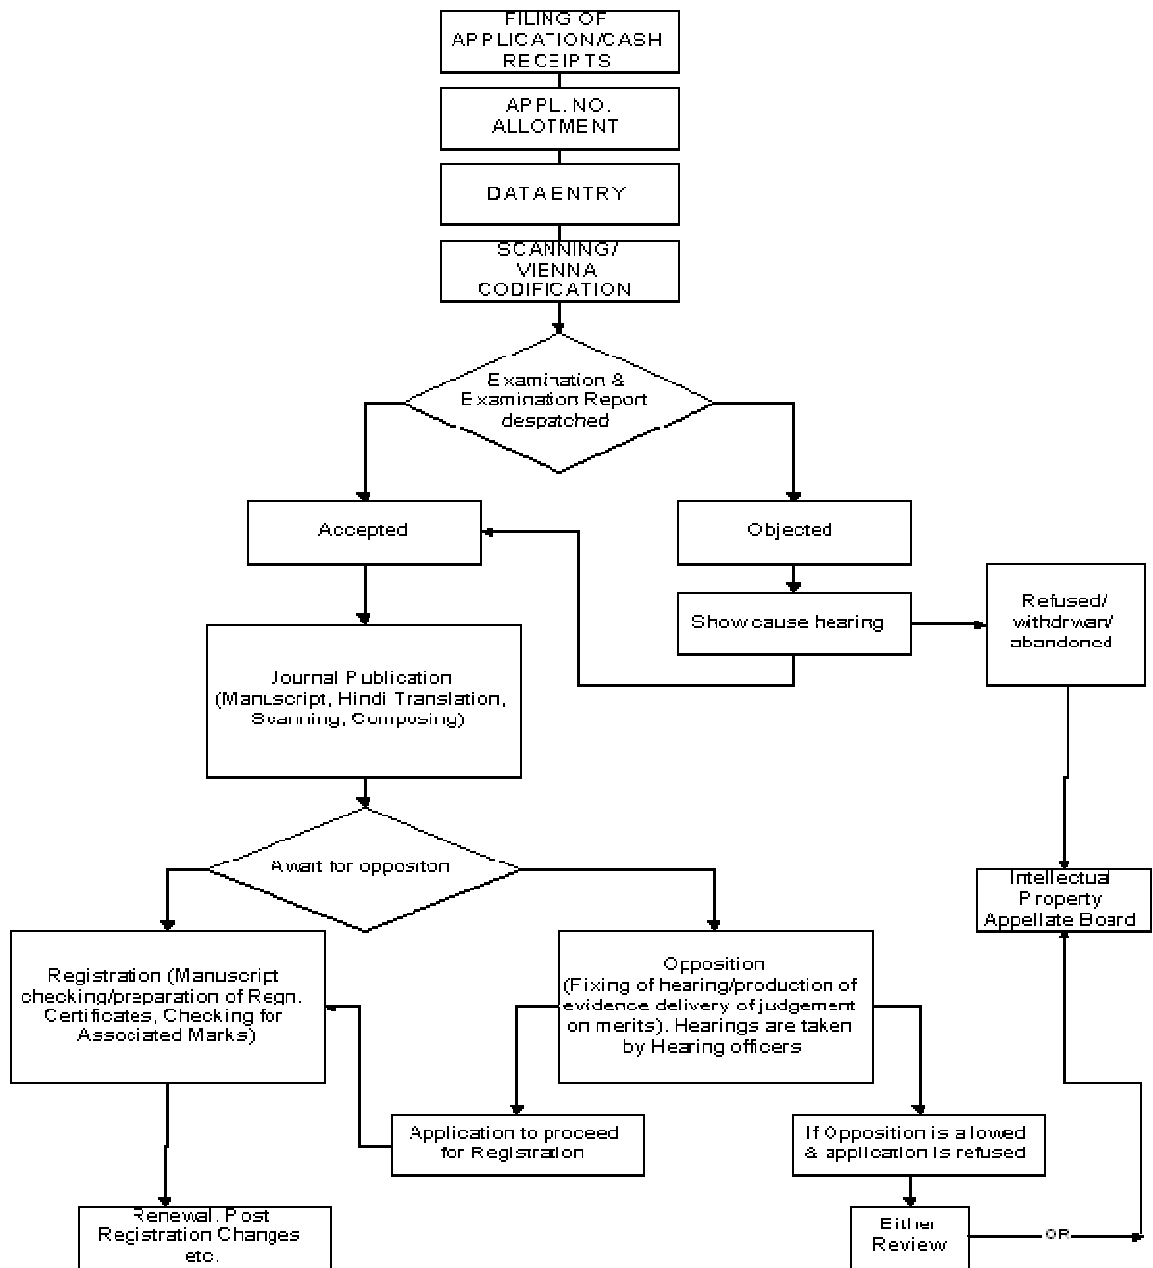 FILING OF
APPLICATION/CASH
RECEIPTS
APPL. NO.
ALLOTMENT
DATA ENTRY
SCANNING/
VIENNA
CODIFICATION
Examination &
Examination Report
despatched
Accepted
Objected
Show cause hearing
Refused/
withdrwan/
abandoned
Journal Publication
(Manuscript, Hindi Translation,
Scanning, Composing)
Await for oppositon
Intellectual
Property
Appellate Board
Registration (Manuscript
checking/preparation of Regn.
Certificates, Checking for
Associated Marks)
Opposition
(Fixing of hearing/production of
evidence delivery of judgement
on merits). Hearings are taken
by Hearing officers
Application to proceed
for Registration
If Opposition is allowed
& application is refused
Renewal. Post
Registration Changes
etc.
Either
Review
OR